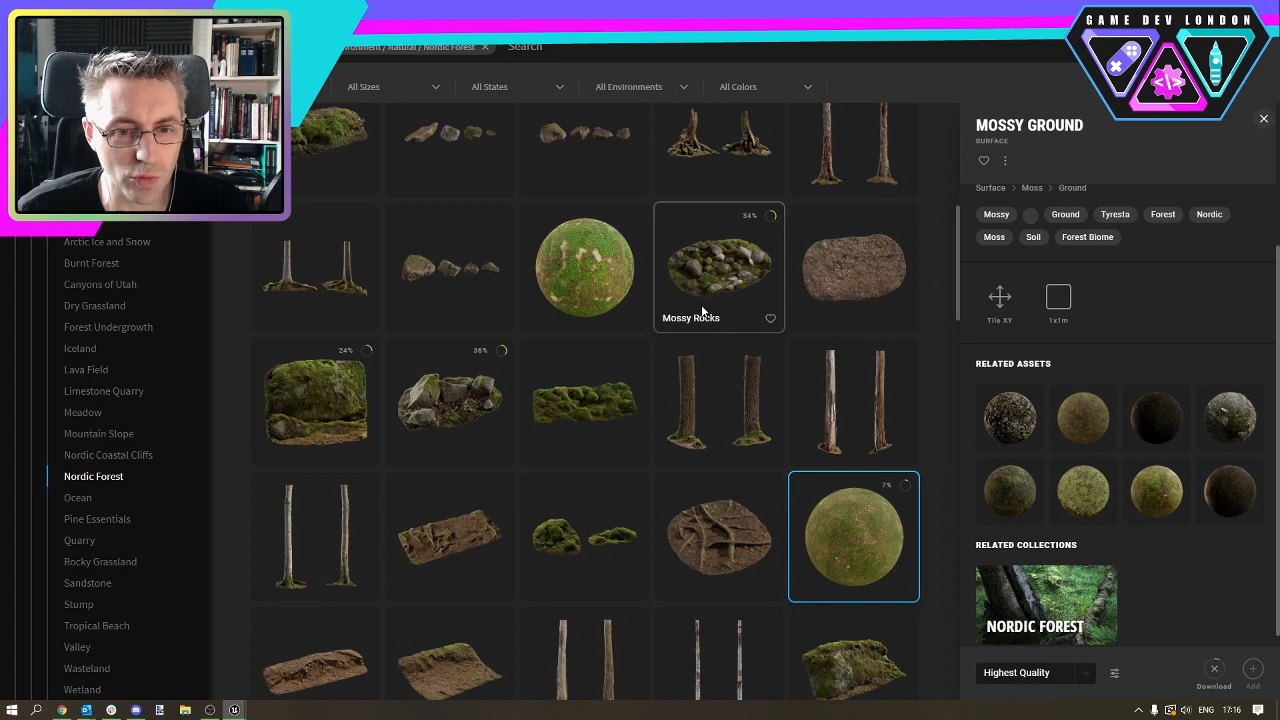 GAME DEV LONDON
ironment / Natural / Nordic Forest ×
Search
All Sizes
All States
All Environments
All Colors
Arctic Ice and Snow
Burnt Forest
Canyons of Utah
Dry Grassland
Forest Undergrowth
Iceland
Lava Field
Limestone Quarry
Meadow
Mountain Slope
Nordic Coastal Cliffs
Nordic Forest
Ocean
Pine Essentials
Quarry
Rocky Grassland
Sandstone
Stump
Tropical Beach
Valley
Wasteland
Wetland
34%
Mossy Rocks
24%
36%
7%
MOSSY GROUND
SURFACE
Surface > Moss > Ground
Mossy
Ground
Tyresta
Forest
Nordic
Moss
Soil
Forest Biome
Tile XY
1x1m
RELATED ASSETS
RELATED COLLECTIONS
NORDIC FOREST
Highest Quality
Download
Add
ENG
17:16